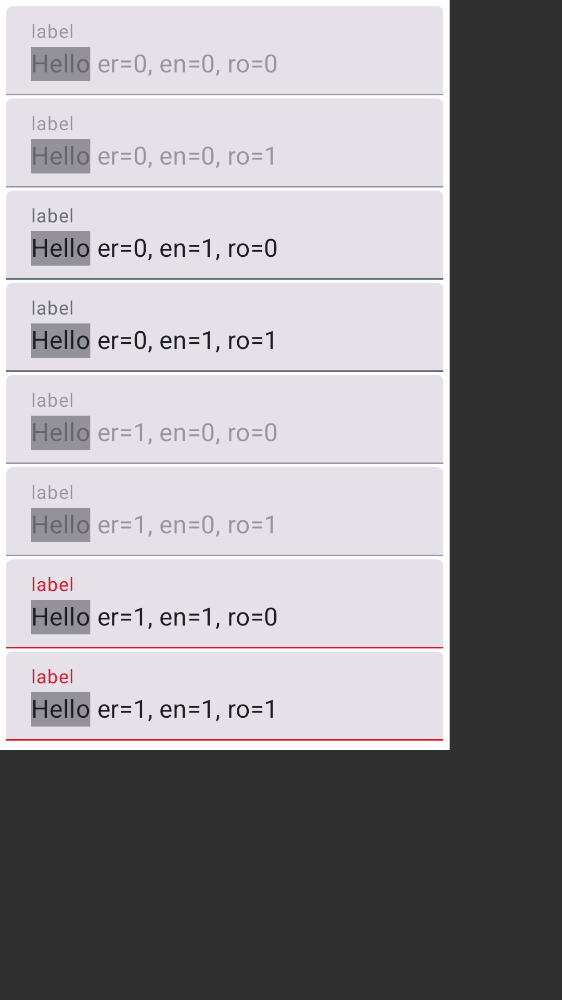 label
Hello er=0, en=0, ro=0
label
Hello er=0, en=0, ro=1
label
Hello er=0, en=1, ro=0
label
Hello er=0, en=1, ro=1
label
Hello er=1, en=0, ro=0
label
Hello er=1, en=0, ro=1
label
Hello er=1, en=1, ro=0
label
Hello er=1, en=1, ro=1